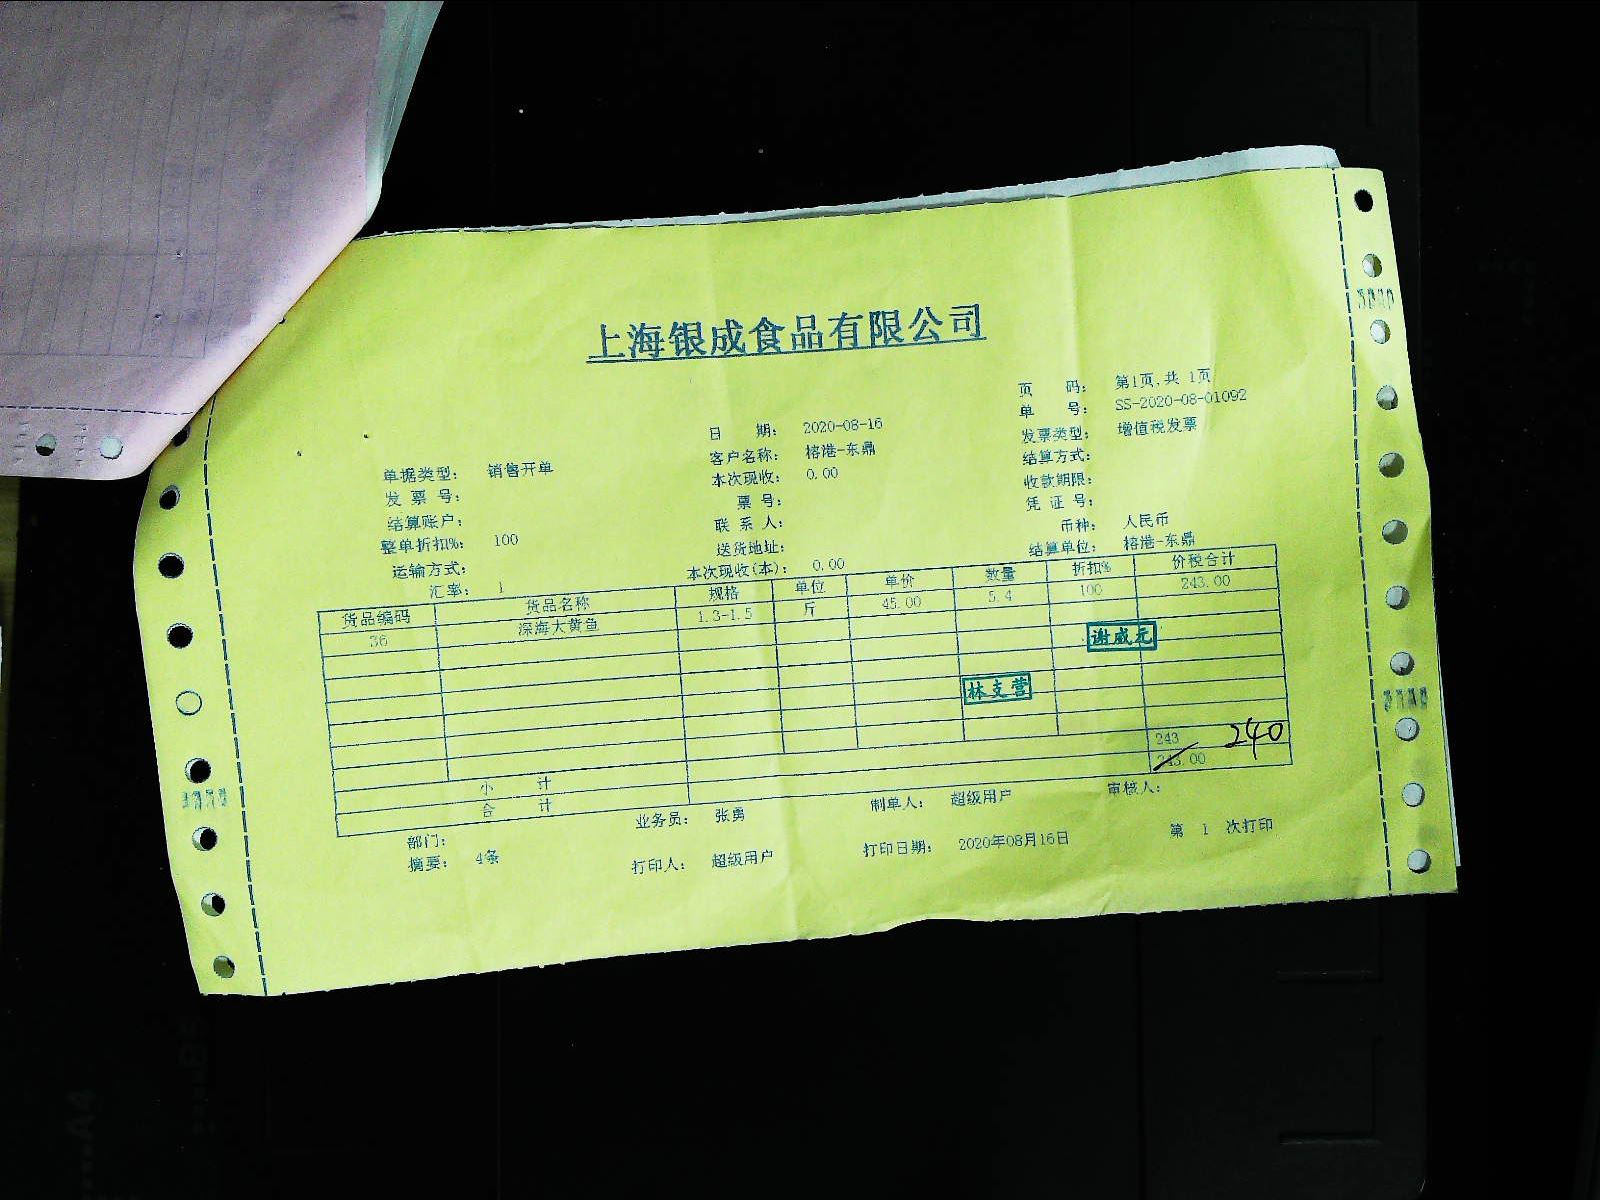 上海银成食品有限公司
页 码： 第1页,共 1页
单 号： SS-2020-08-01092
日 期： 2020-08-16
发票类型： 增值税发票
单据类型： 销售开单
客户名称： 榕港-东鼎
结算方式：
发 票 号：
本次现收： 0.00
收款期限：
结算账户：
票 号：
凭 证 号：
整单折扣%： 100
联 系 人：
币种： 人民币
运输方式：
送货地址：
结算单位： 榕港-东鼎
汇率： 1
本次现收(本)： 0.00
货品编码 货品名称 规格 单位 单价 数量 折扣% 价税合计
36 深海大黄鱼 1.3-1.5 斤 45.00 5.4 100 243.00
谢咸元
林支营
小 计 243 240
合 计 243.00
部门： 业务员： 张勇 制单人： 超级用户 审核人：
摘要： 4条 打印人： 超级用户 打印日期： 2020年08月16日 第 1 次打印